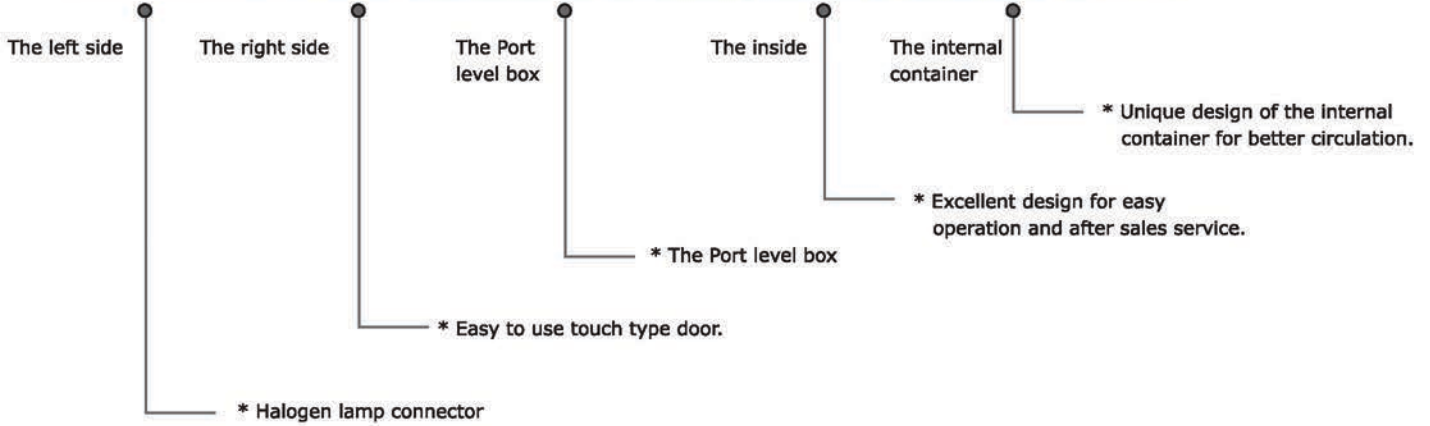 The left side
The right side
The Port
level box
The inside
The internal
container
* Unique design of the internal
container for better circulation.
* Excellent design for easy
operation and after sales service.
* The Port level box
* Easy to use touch type door.
* Halogen lamp connector